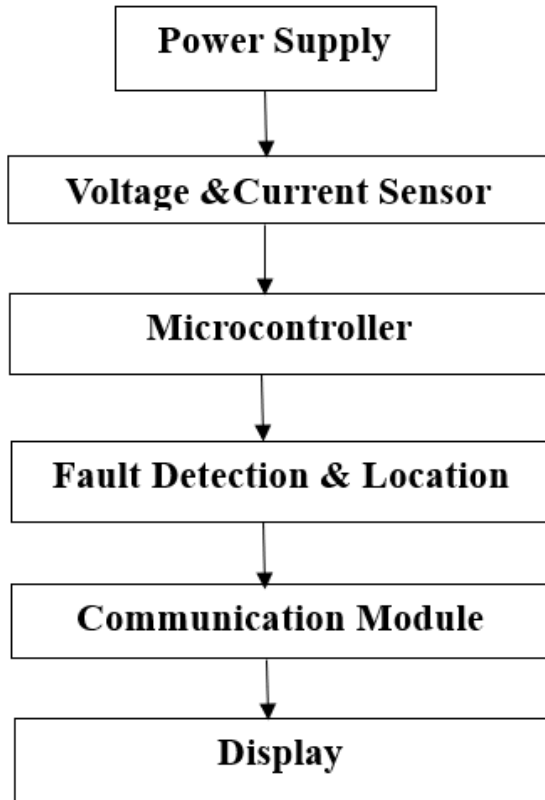 Power Supply
Voltage &Current Sensor
Microcontroller
Fault Detection & Location
Communication Module
Display